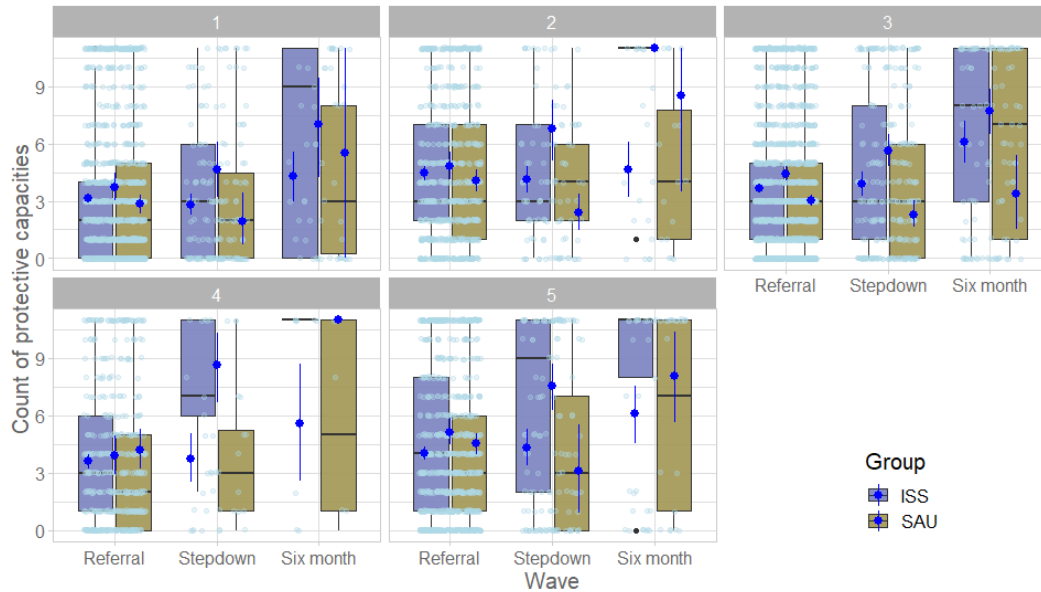 1
2
3
Count of protective capacities
9
6
3
0
Referral
Stepdown
Six month
4
5
9
6
3
0
Referral
Stepdown
Six month
Referral
Stepdown
Six month
Wave
Group
ISS
SAU